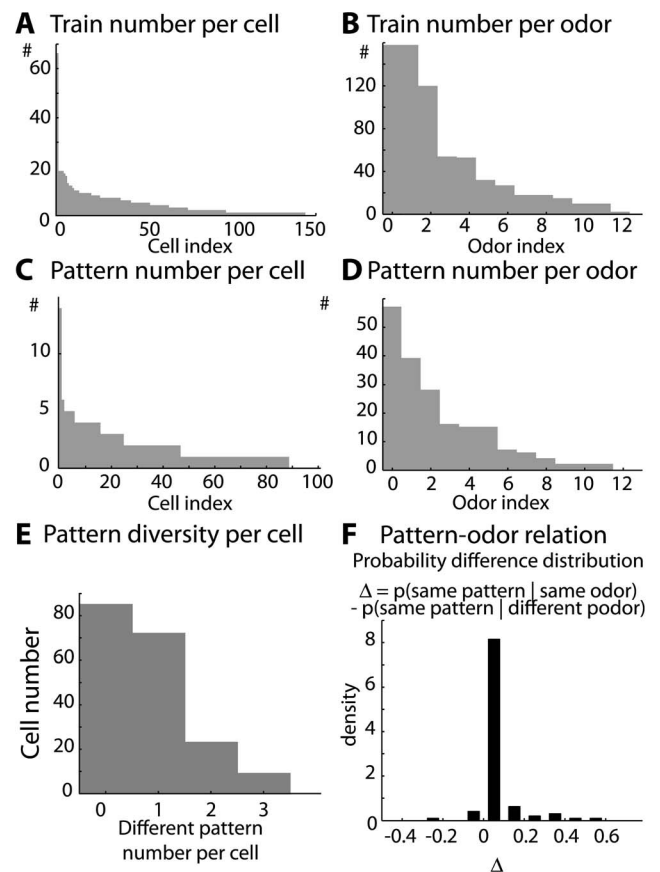 A Train number per cell
#
60
40
20
0
0 50 100 150
Cell index
B Train number per odor
#
120
80
40
0
0 2 4 6 8 10 12
Odor index
C Pattern number per cell
#
10
5
0
0 20 40 60 80 100
Cell index
D Pattern number per odor
#
50
40
30
20
10
0
0 2 4 6 8 10 12
Odor index
E Pattern diversity per cell
Cell number
80
60
40
20
0
0 1 2 3
Different pattern
number per cell
F Pattern-odor relation
Probability difference distribution
Δ = p(same pattern | same odor)
- p(same pattern | different podor)
density
8
6
4
2
0
-0.4 -0.2 0 0.2 0.4 0.6
Δ